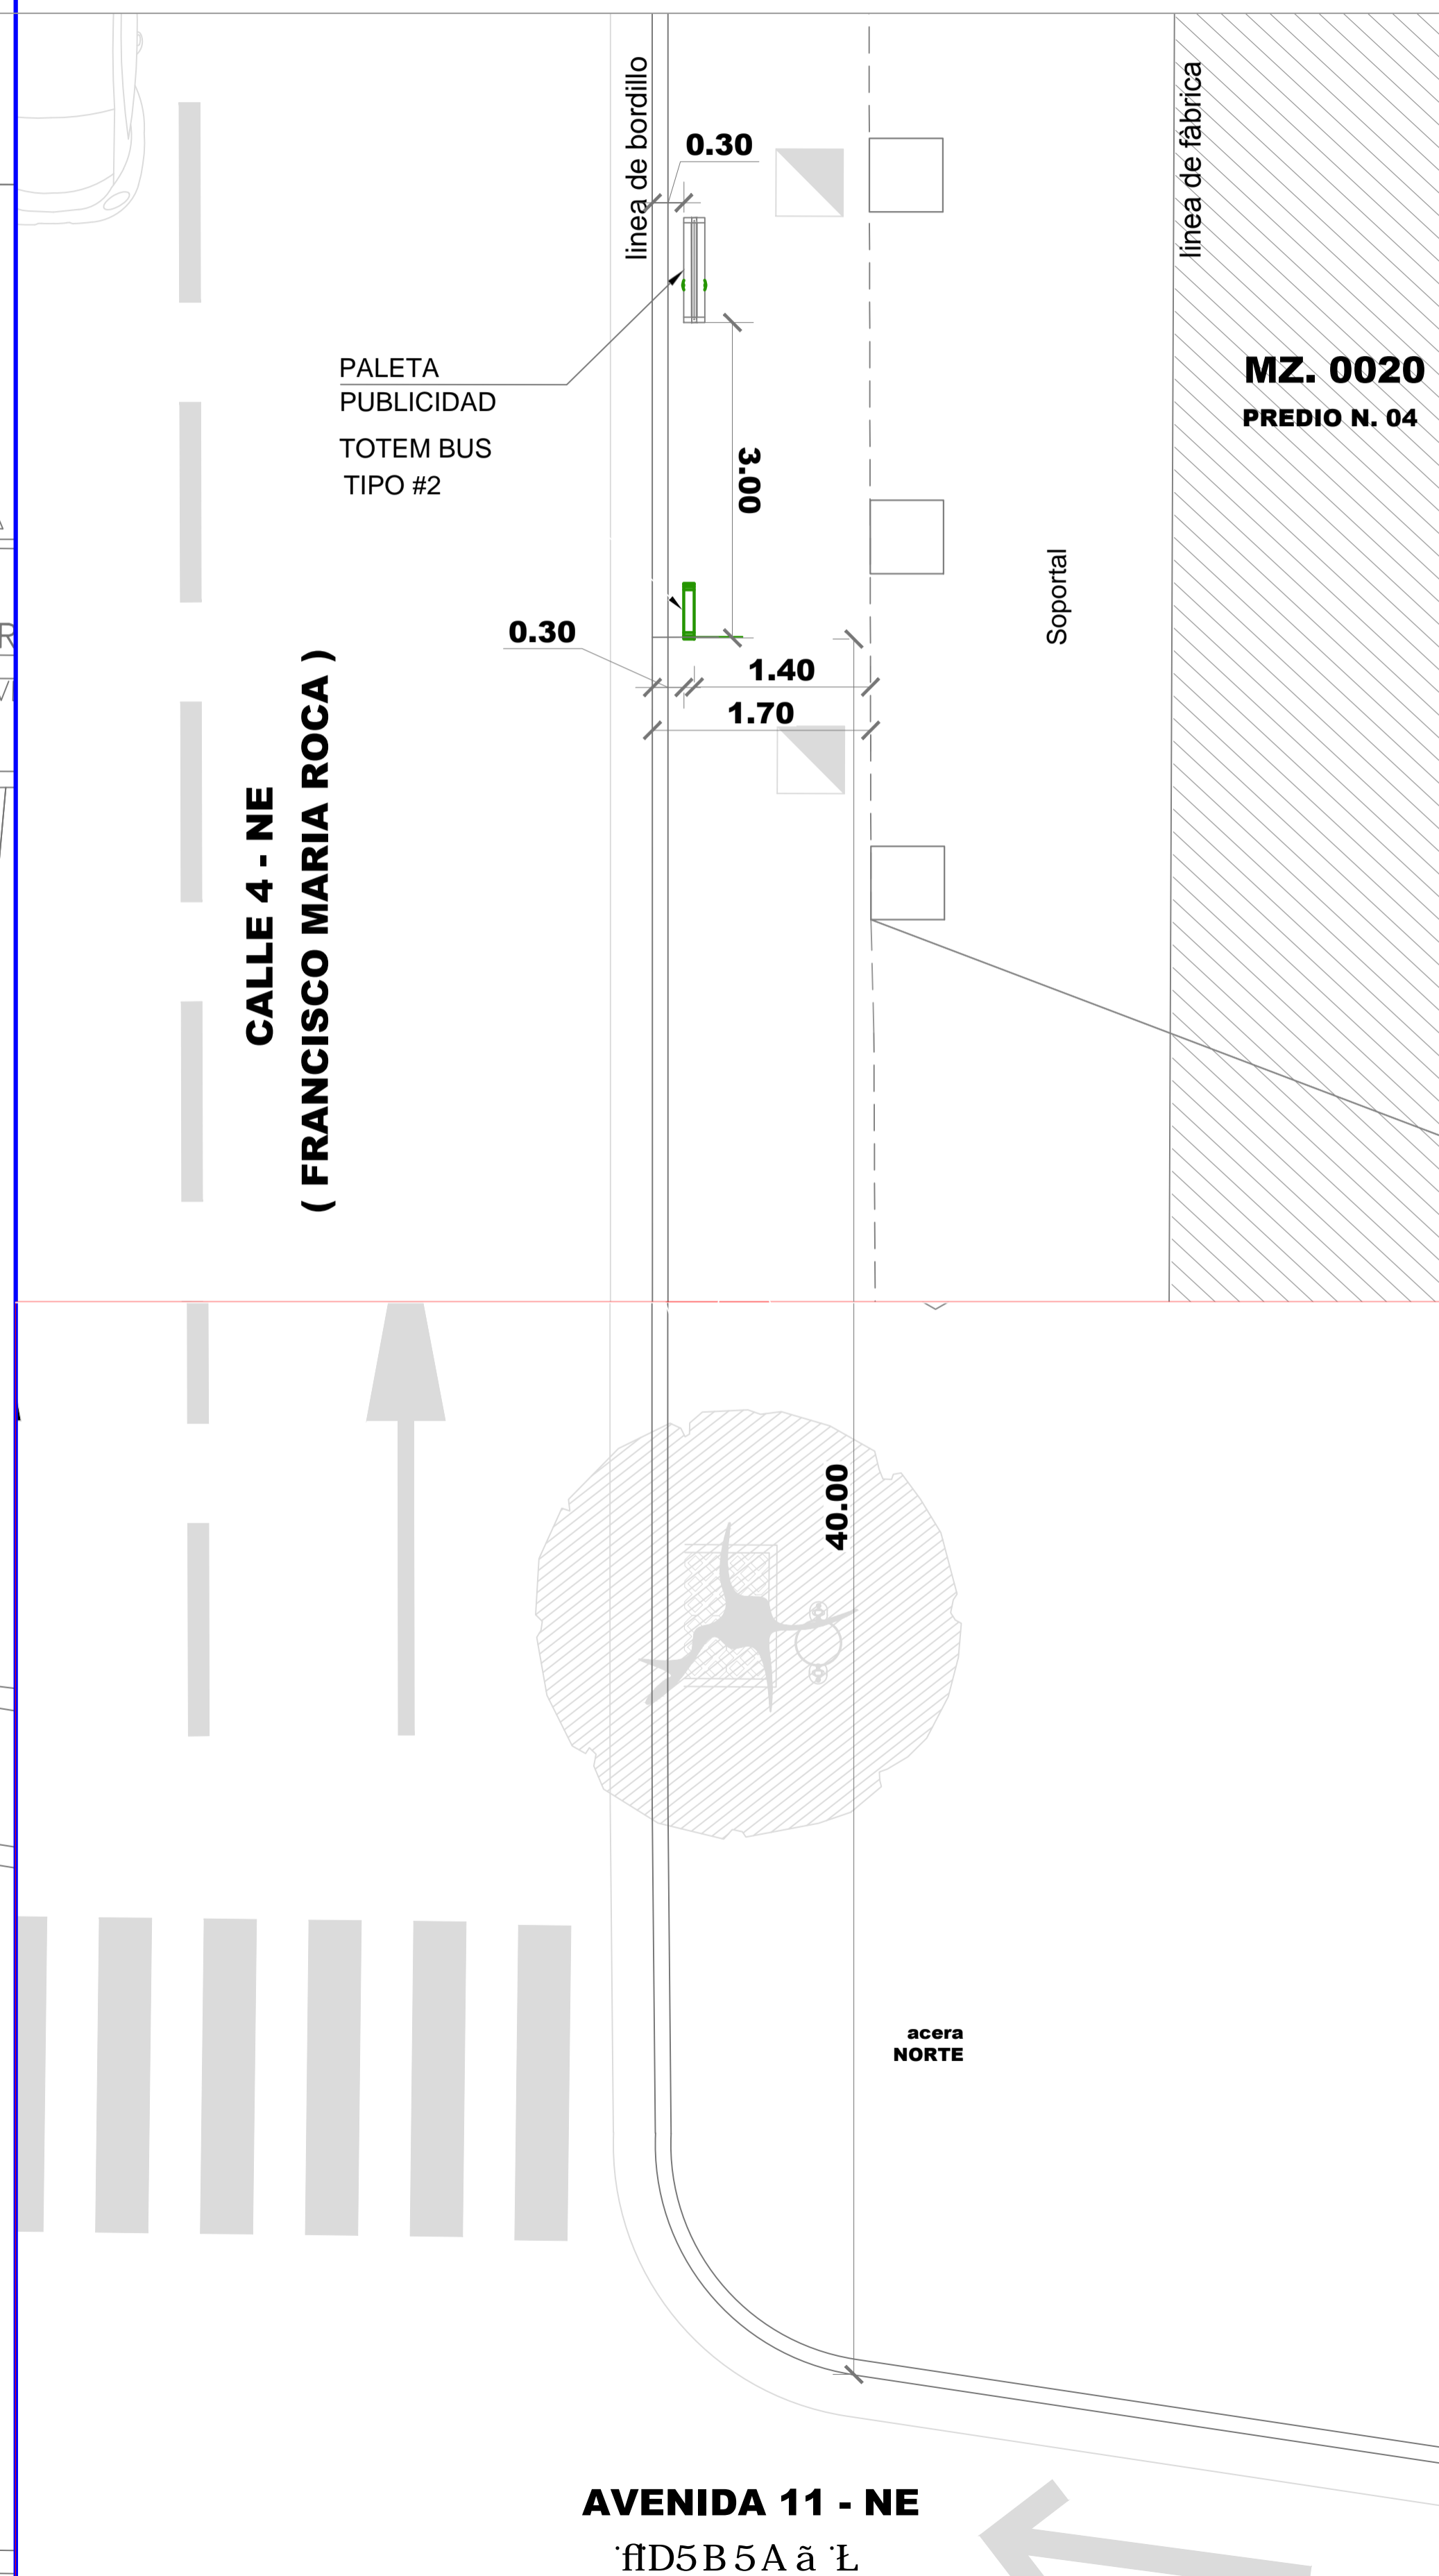 linea de bordillo
0.30
linea de fàbrica
PALETA
PUBLICIDAD
TOTEM BUS
TIPO #2
MZ. 0020
PREDIO N. 04
3.00
Soportal
0.30
1.40
1.70
CALLE 4 - NE
( FRANCISCO MARIA ROCA )
40.00
acera
NORTE
AVENIDA 11 - NE